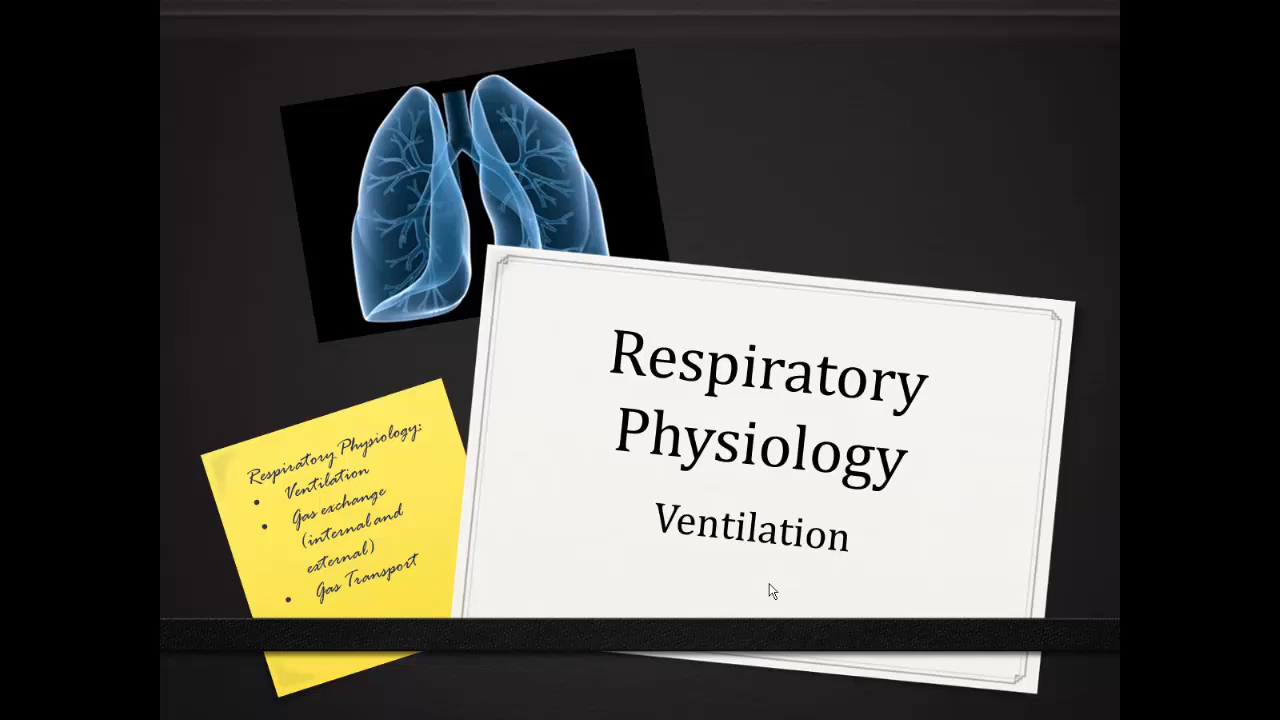 Respiratory
Physiology
Ventilation
Respiratory Physiology:
• Ventilation
• Gas exchange
(internal and
external)
• Gas Transport